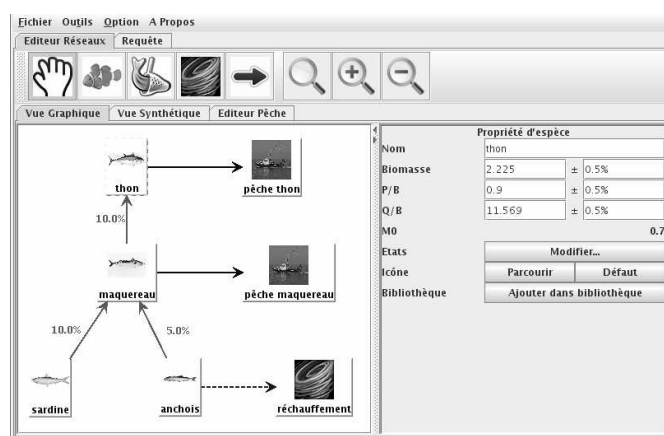 Fichier Outils Option A Propos
Editeur Réseaux Requête
Vue Graphique Vue Synthétique Editeur Pêche
thon
pêche thon
10.0%
maquereau
pêche maquereau
10.0%
5.0%
sardine
anchois
réchauffement
Propriété d'espèce
Nom thon
Biomasse 2.225 ± 0.5%
P/B 0.9 ± 0.5%
Q/B 11.569 ± 0.5%
M0 0.7
Etats Modifier...
Icône Parcourir Défaut
Bibliothèque Ajouter dans bibliothèque